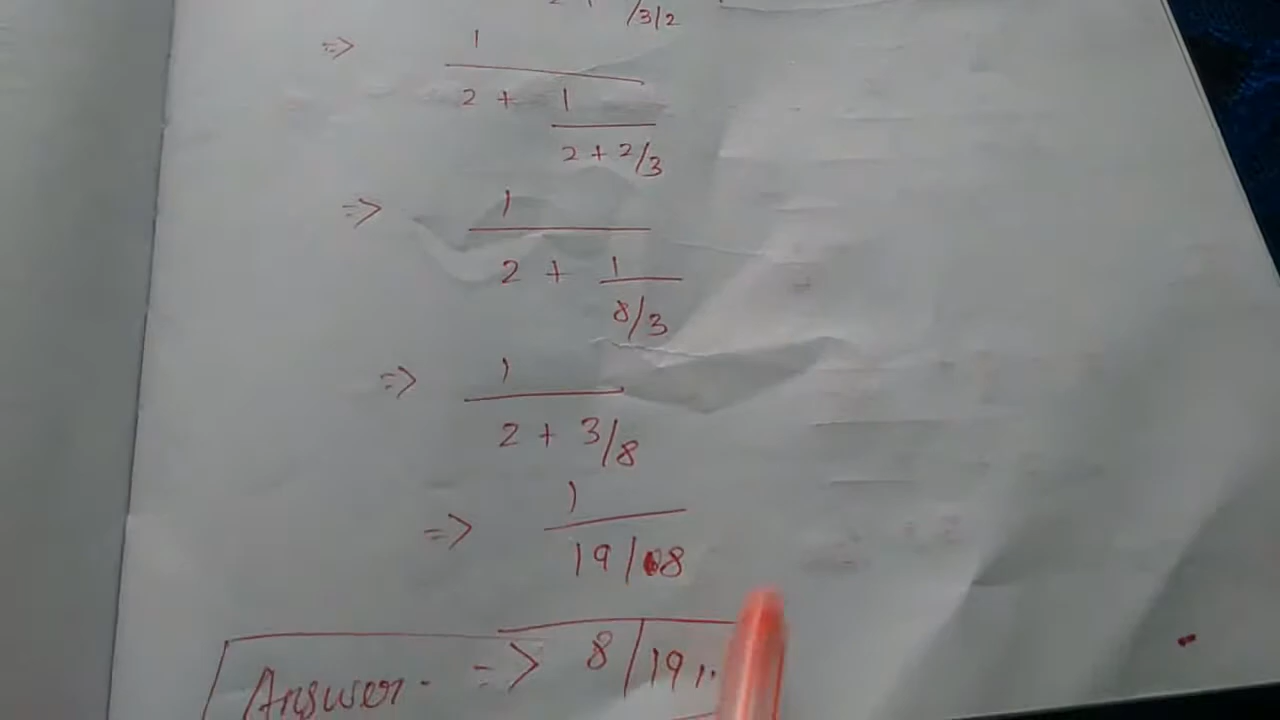 /3/2
=> 1
2 + 1
2 + 2/3
=> 1
2 + 1
8/3
=> 1
2 + 3/8
=> 1
19/8
Answer. => 8/19